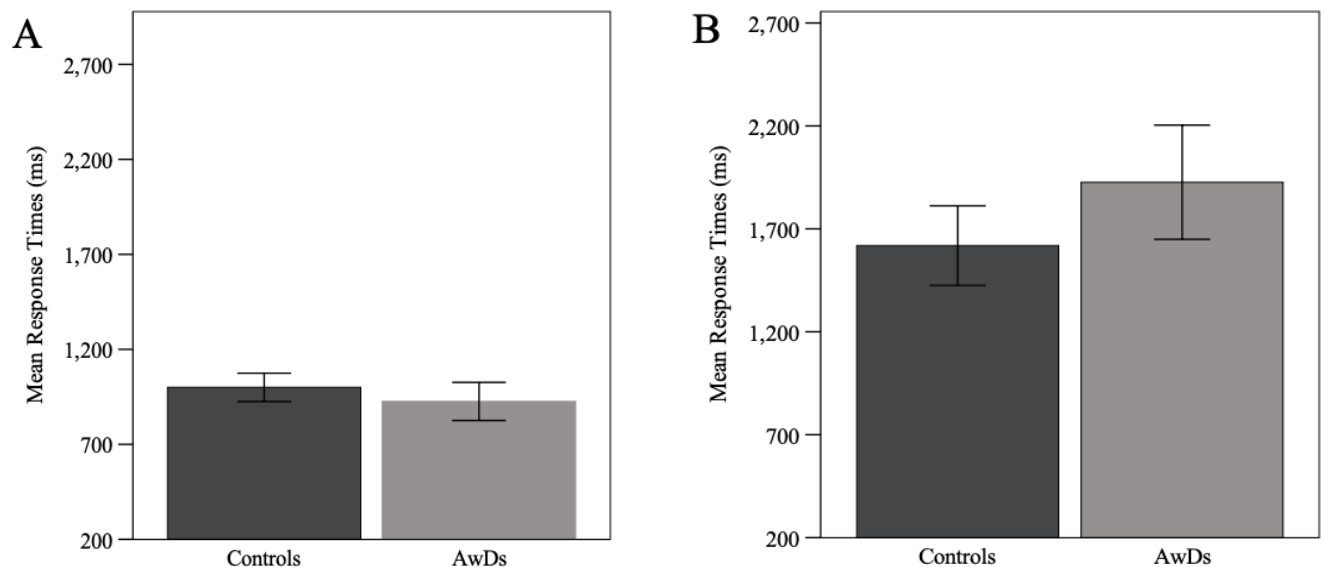 A
Mean Response Times (ms)
2,700
2,200
1,700
1,200
700
200
Controls AwDs
B
Mean Response Times (ms)
2,700
2,200
1,700
1,200
700
200
Controls AwDs